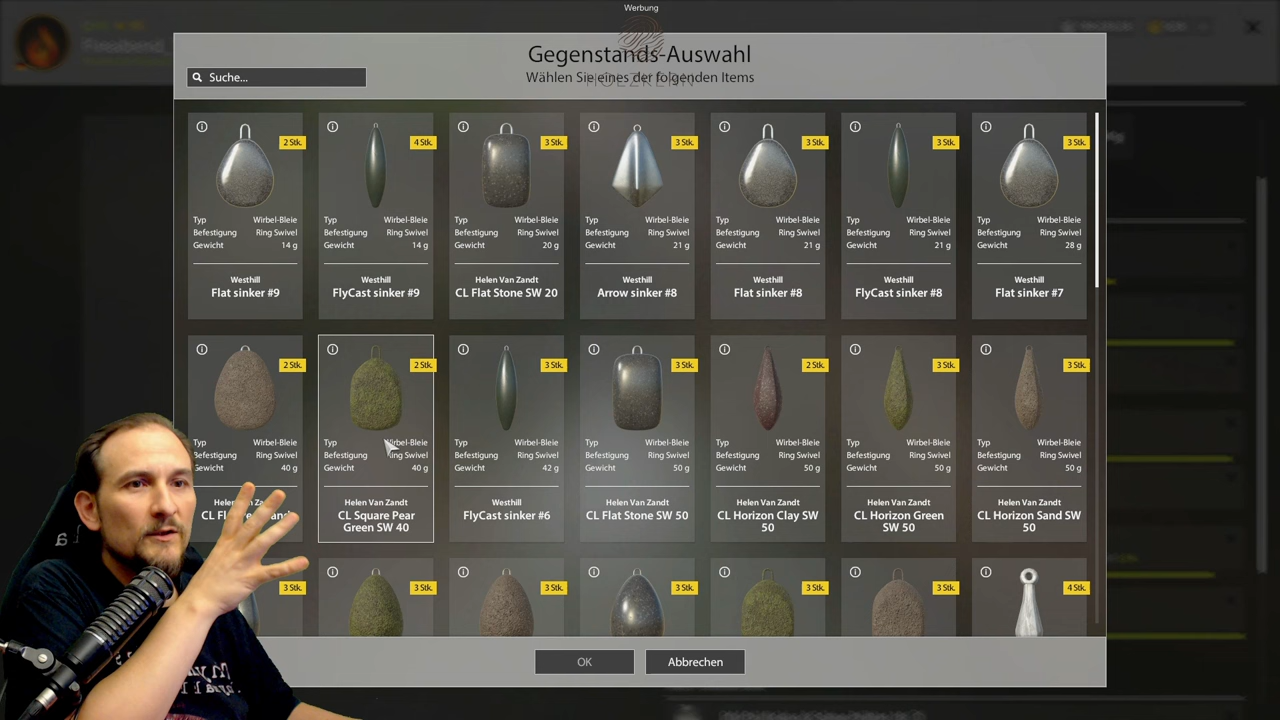 Werbung
Gegenstands-Auswahl
Wählen Sie eines der folgenden Items
Suche...
2 Stk.
Typ Wirbel-Bleie
Befestigung Ring Swivel
Gewicht 14 g
Westhill
Flat sinker #9
4 Stk.
Typ Wirbel-Bleie
Befestigung Ring Swivel
Gewicht 14 g
Westhill
FlyCast sinker #9
3 Stk.
Typ Wirbel-Bleie
Befestigung Ring Swivel
Gewicht 20 g
Helen Van Zandt
CL Flat Stone SW 20
3 Stk.
Typ Wirbel-Bleie
Befestigung Ring Swivel
Gewicht 21 g
Westhill
Arrow sinker #8
3 Stk.
Typ Wirbel-Bleie
Befestigung Ring Swivel
Gewicht 21 g
Westhill
Flat sinker #8
3 Stk.
Typ Wirbel-Bleie
Befestigung Ring Swivel
Gewicht 21 g
Westhill
FlyCast sinker #8
3 Stk.
Typ Wirbel-Bleie
Befestigung Ring Swivel
Gewicht 28 g
Westhill
Flat sinker #7
2 Stk.
Typ Wirbel-Bleie
Befestigung Ring Swivel
Gewicht 40 g
Helen Van Zandt
CL
2 Stk.
Typ Wirbel-Bleie
Befestigung Ring Swivel
Gewicht 40 g
Helen Van Zandt
CL Square Pear
Green SW 40
3 Stk.
Typ Wirbel-Bleie
Befestigung Ring Swivel
Gewicht 42 g
Westhill
FlyCast sinker #6
3 Stk.
Typ Wirbel-Bleie
Befestigung Ring Swivel
Gewicht 50 g
Helen Van Zandt
CL Flat Stone SW 50
2 Stk.
Typ Wirbel-Bleie
Befestigung Ring Swivel
Gewicht 50 g
Helen Van Zandt
CL Horizon Clay SW
50
3 Stk.
Typ Wirbel-Bleie
Befestigung Ring Swivel
Gewicht 50 g
Helen Van Zandt
CL Horizon Green
SW 50
3 Stk.
Typ Wirbel-Bleie
Befestigung Ring Swivel
Gewicht 50 g
Helen Van Zandt
CL Horizon Sand SW
50
3 Stk.
3 Stk.
3 Stk.
3 Stk.
3 Stk.
3 Stk.
4 Stk.
OK
Abbrechen